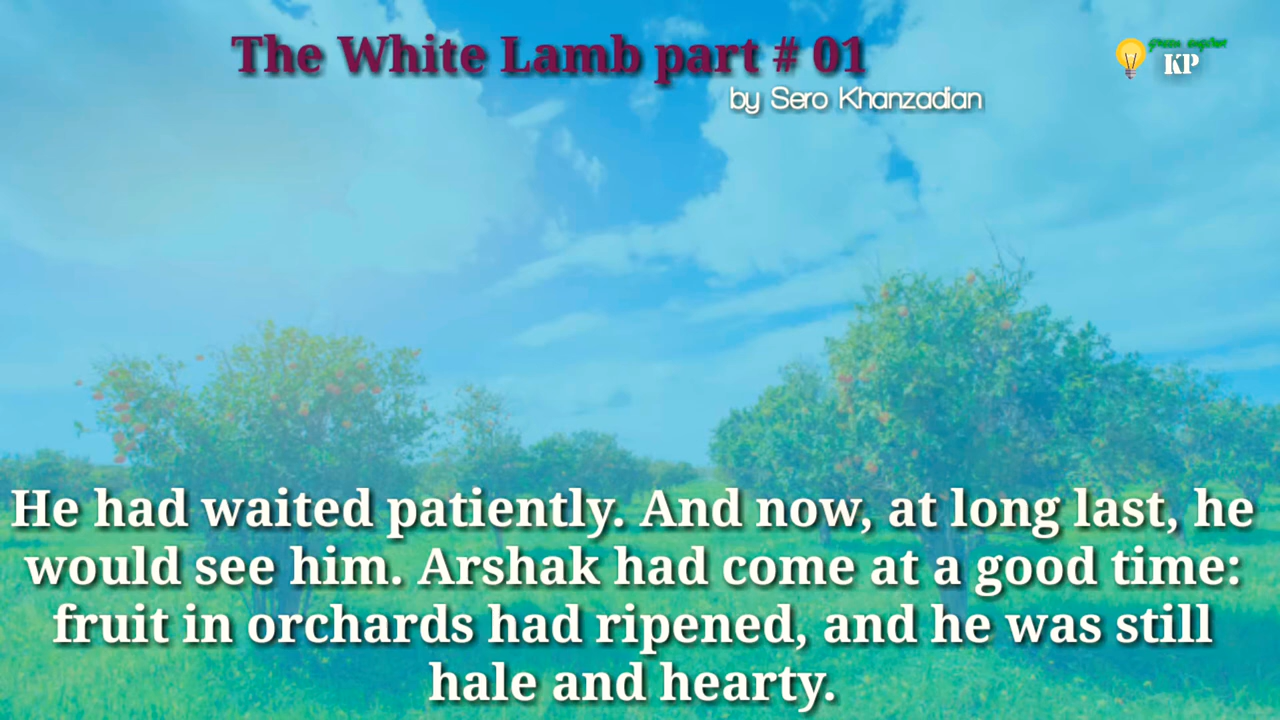 The White Lamb part # 01
by Sero Khanzadian
KP
He had waited patiently. And now, at long last, he
would see him. Arshak had come at a good time:
fruit in orchards had ripened, and he was still
hale and hearty.